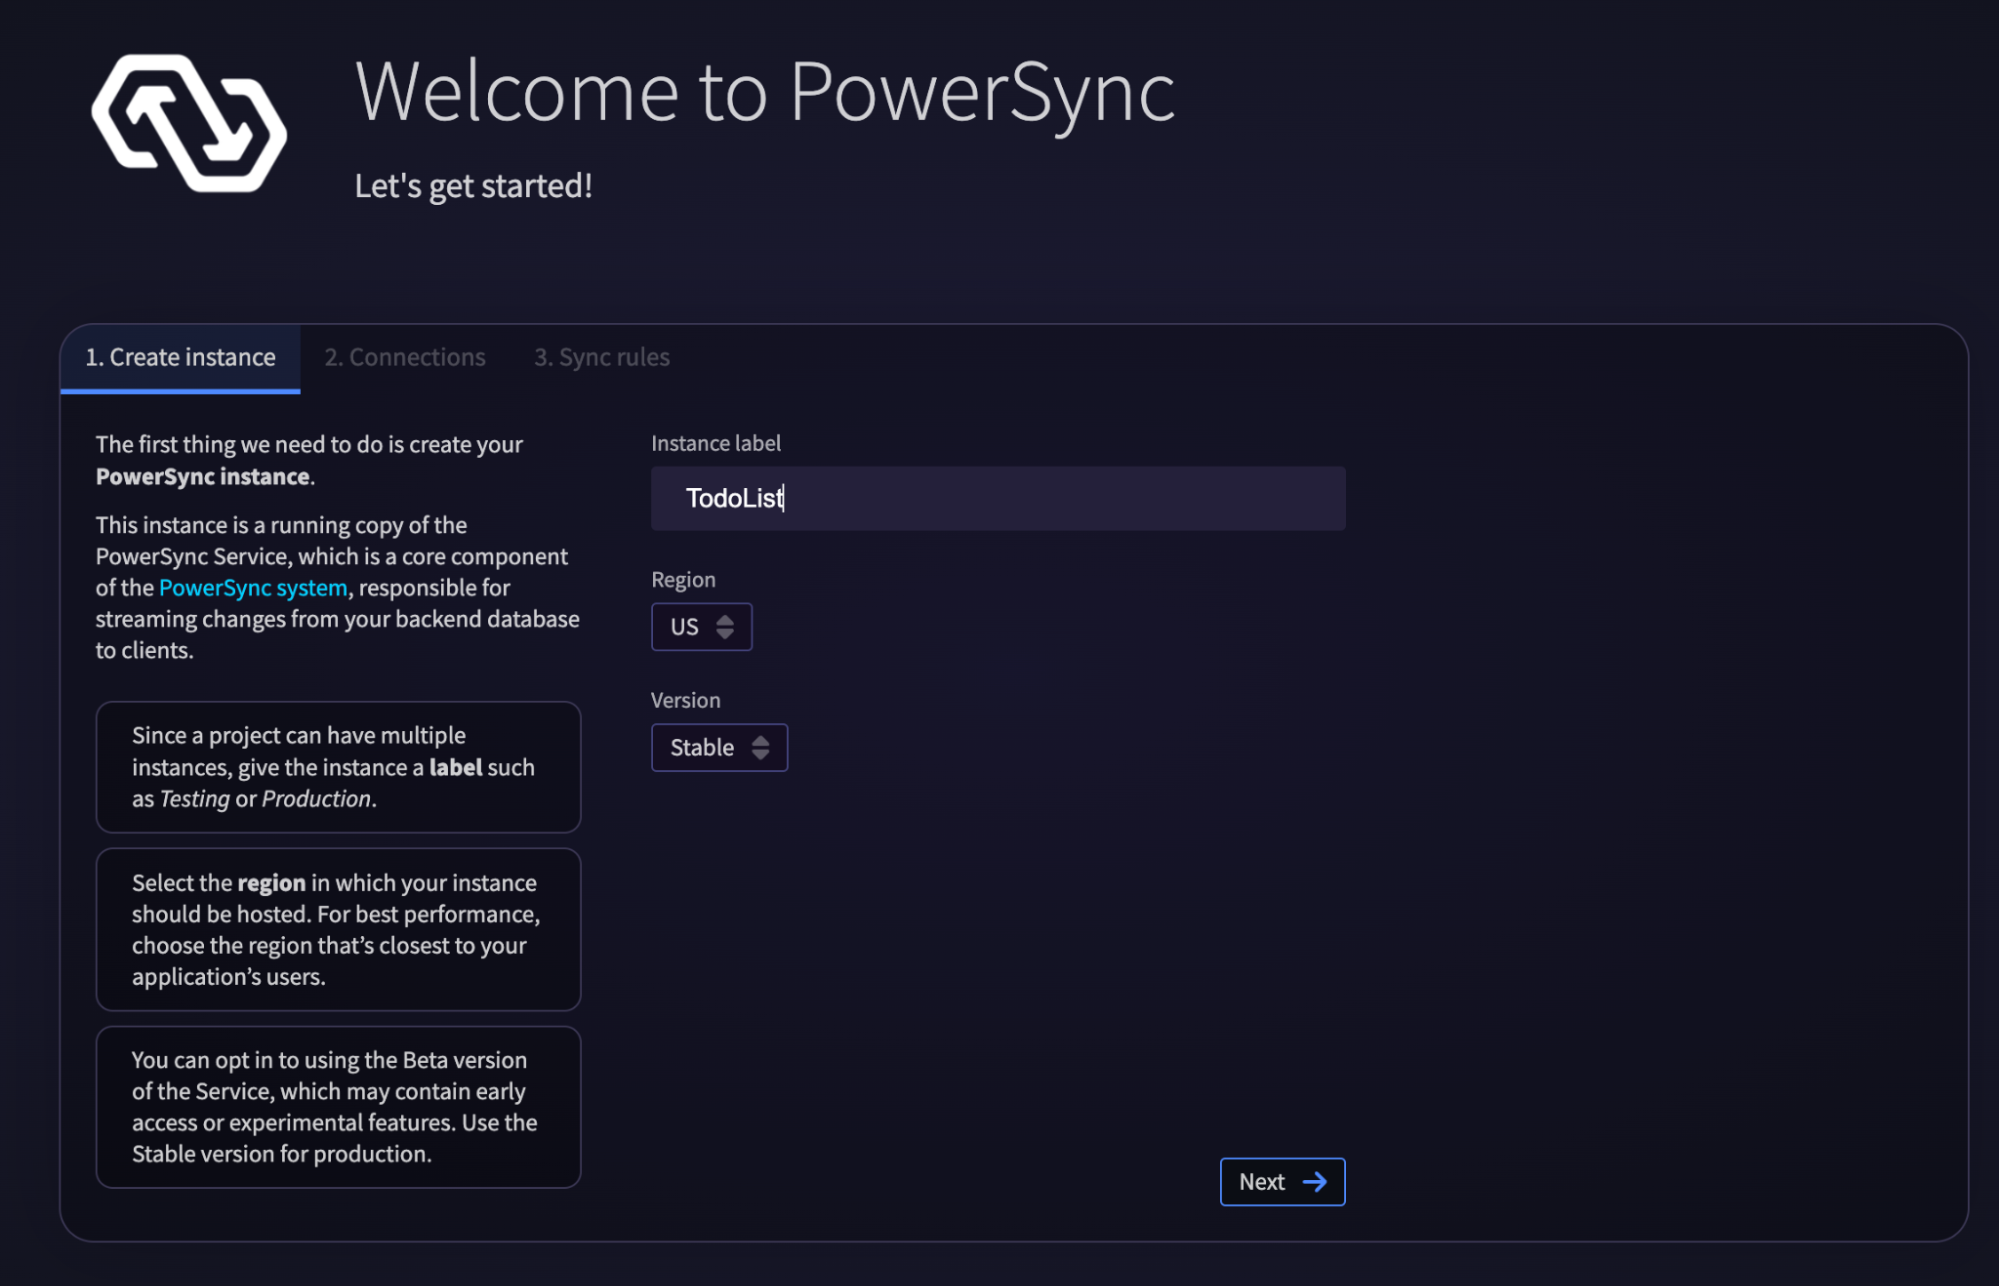 Welcome to PowerSync
Let's get started!
1. Create instance
2. Connections
3. Sync rules
The first thing we need to do is create your
PowerSync instance.
This instance is a running copy of the
PowerSync Service, which is a core component
of the PowerSync system, responsible for
streaming changes from your backend database
to clients.
Since a project can have multiple
instances, give the instance a label such
as Testing or Production.
Select the region in which your instance
should be hosted. For best performance,
choose the region that’s closest to your
application’s users.
You can opt in to using the Beta version
of the Service, which may contain early
access or experimental features. Use the
Stable version for production.
Instance label
TodoList
Region
US
Version
Stable
Next